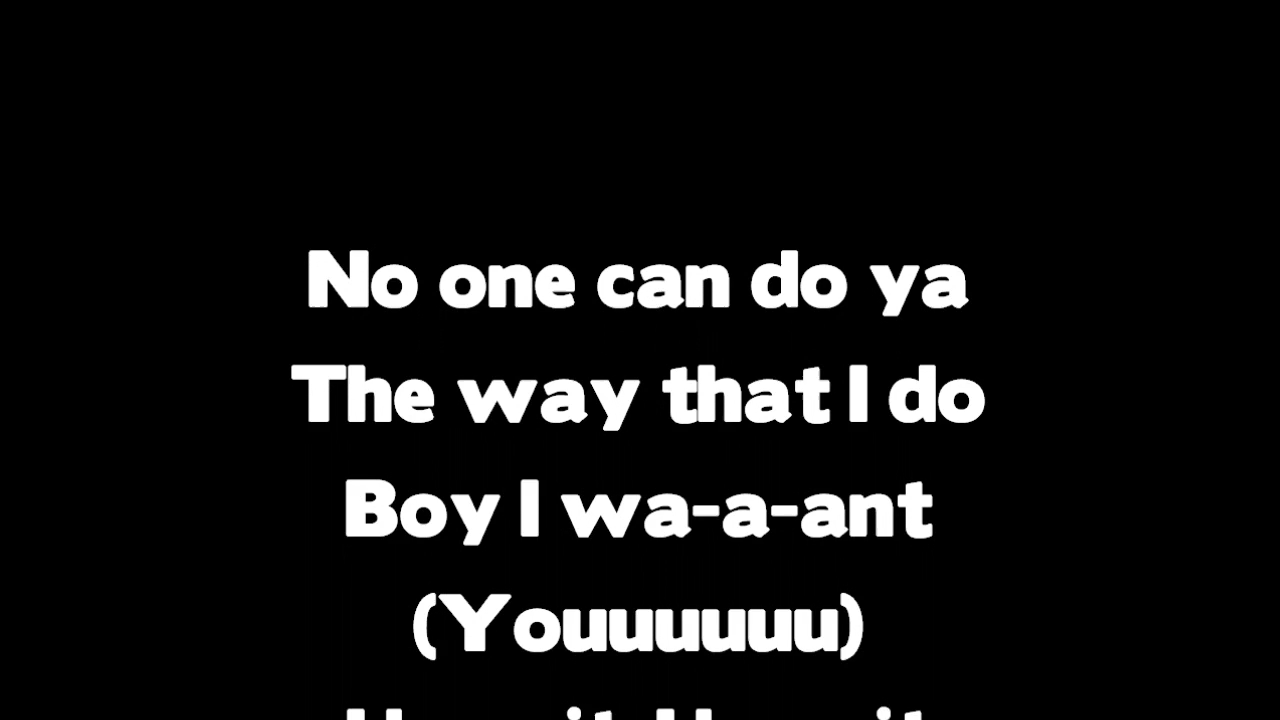 No one can do ya
The way that I do
Boy I wa-a-ant
(Youuuuuu)